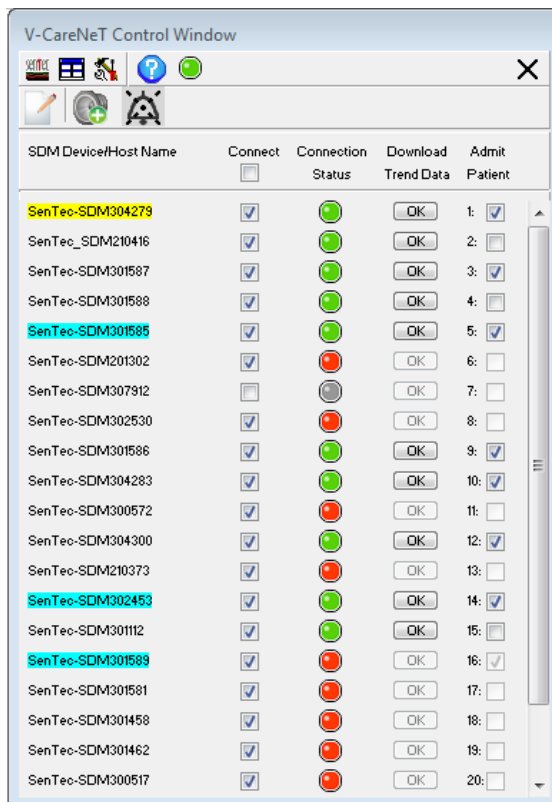 V-CareNeT Control Window
SENTEC
?
SDM Device/Host Name Connect Connection Status Download Trend Data Admit Patient
SenTec-SDM304279 OK 1:
SenTec_SDM210416 OK 2:
SenTec-SDM301587 OK 3:
SenTec-SDM301588 OK 4:
SenTec-SDM301585 OK 5:
SenTec-SDM201302 OK 6:
SenTec-SDM307912 OK 7:
SenTec-SDM302530 OK 8:
SenTec-SDM301586 OK 9:
SenTec-SDM304283 OK 10:
SenTec-SDM300572 OK 11:
SenTec-SDM304300 OK 12:
SenTec-SDM210373 OK 13:
SenTec-SDM302453 OK 14:
SenTec-SDM301112 OK 15:
SenTec-SDM301589 OK 16:
SenTec-SDM301581 OK 17:
SenTec-SDM301458 OK 18:
SenTec-SDM301462 OK 19:
SenTec-SDM300517 OK 20: